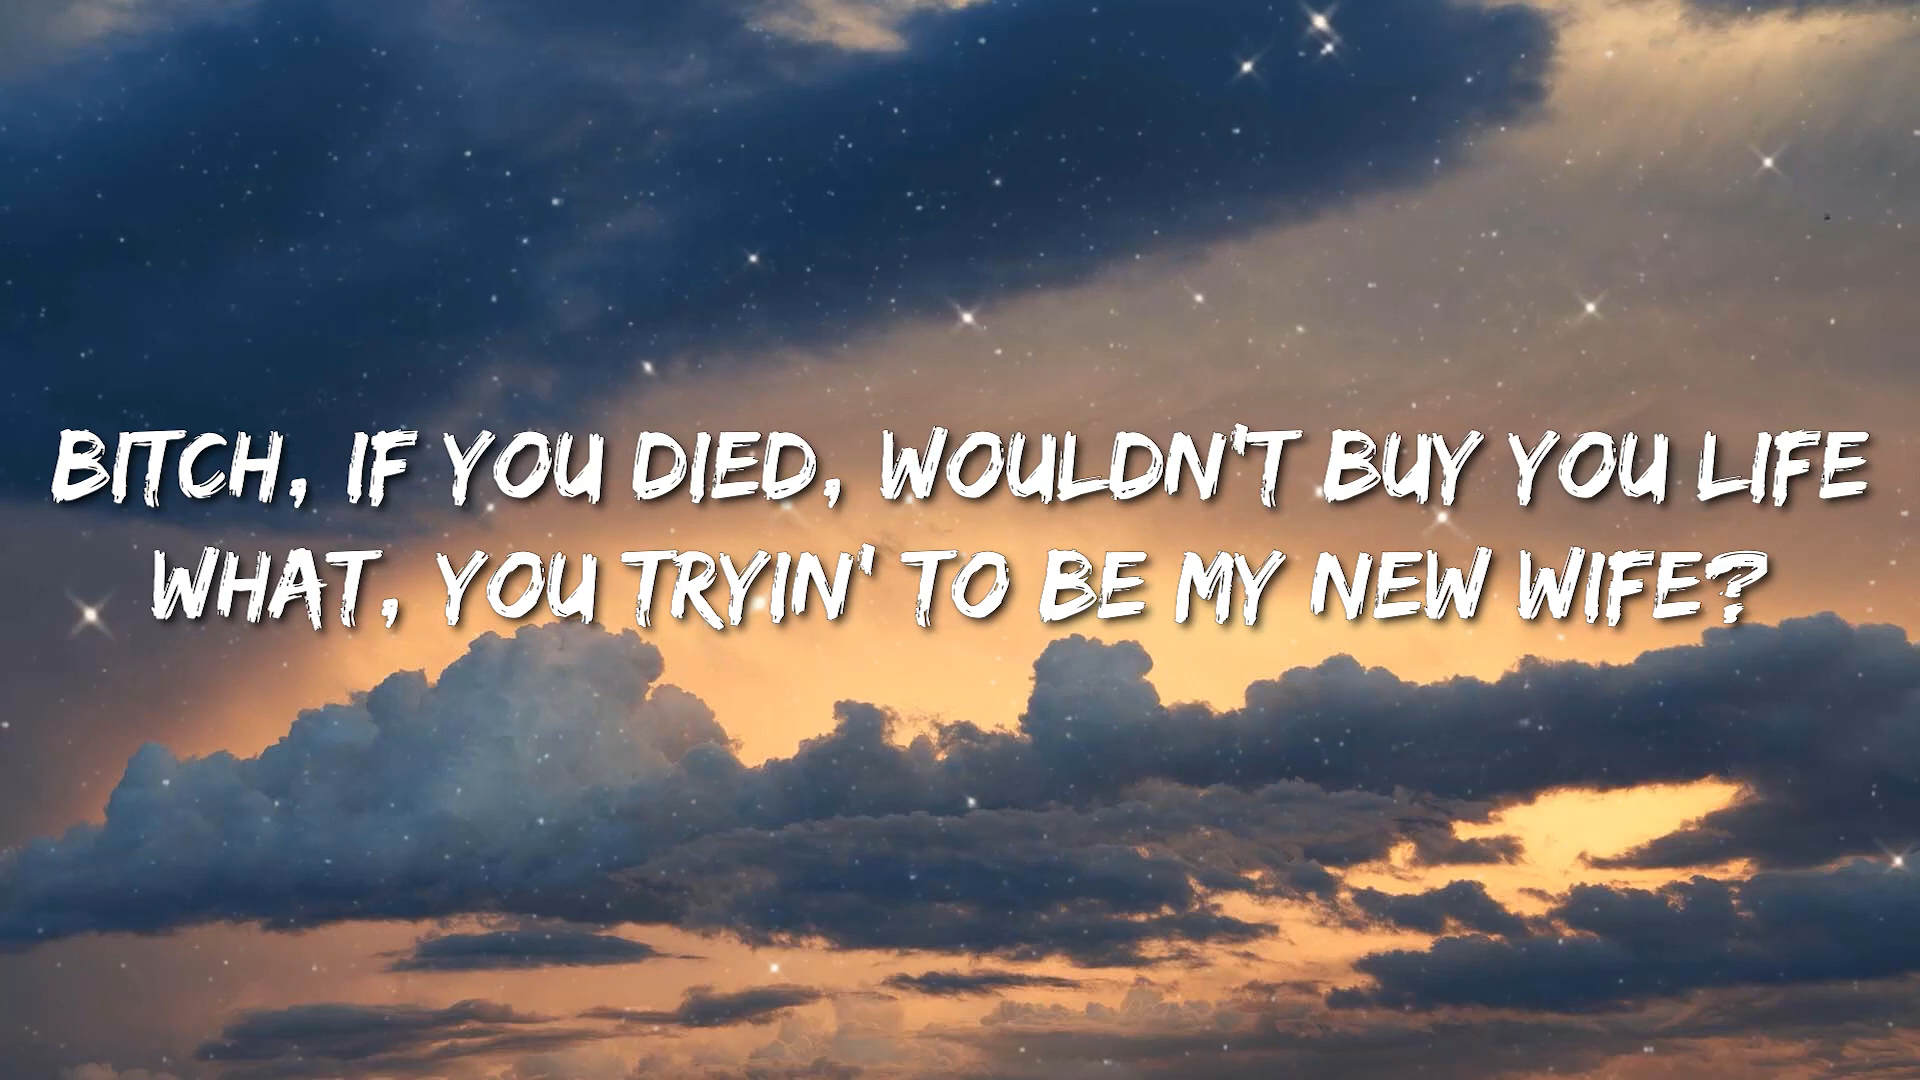 BITCH, IF YOU DIED, WOULDN'T BUY YOU LIFE
WHAT, YOU TRYIN' TO BE MY NEW WIFE?